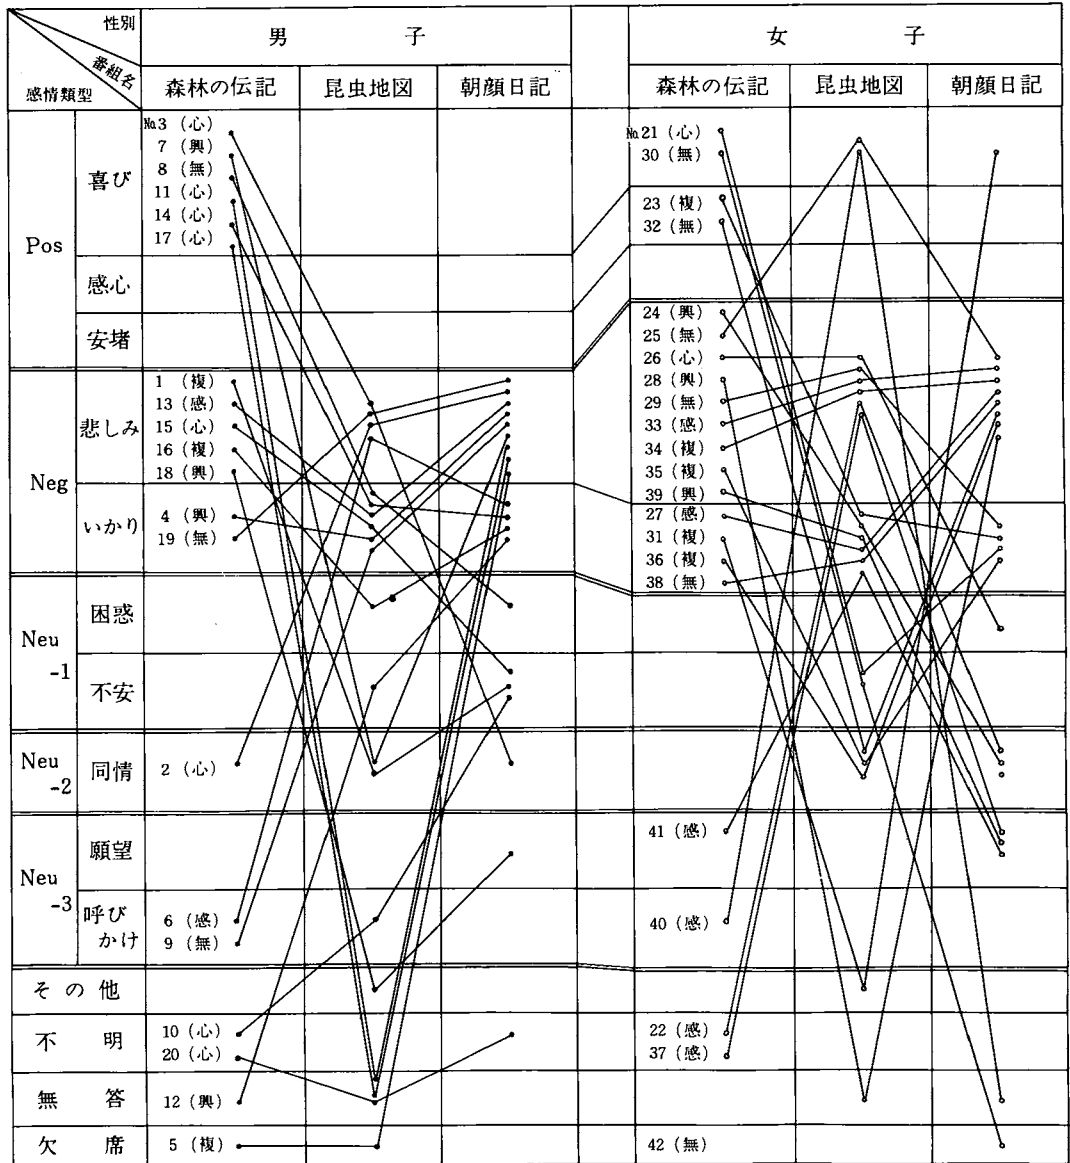 性別
番組名
感情類型
男 子
女 子
森林の伝記 昆虫地図 朝顔日記
森林の伝記 昆虫地図 朝顔日記
Pos
喜び
感心
安堵
Neg
悲しみ
いかり
Neu
-1
困惑
不安
Neu
-2
同情
Neu
-3
願望
呼び
かけ
その他
不 明
無 答
欠 席
№3 (心)
7 (興)
8 (無)
11 (心)
14 (心)
17 (心)
1 (複)
13 (感)
15 (心)
16 (複)
18 (興)
4 (興)
19 (無)
2 (心)
6 (感)
9 (無)
10 (心)
20 (心)
12 (興)
5 (複)
№21 (心)
30 (無)
23 (複)
32 (無)
24 (興)
25 (無)
26 (心)
28 (興)
29 (無)
33 (感)
34 (複)
35 (複)
39 (興)
27 (感)
31 (複)
36 (複)
38 (無)
41 (感)
40 (感)
22 (感)
37 (感)
42 (無)